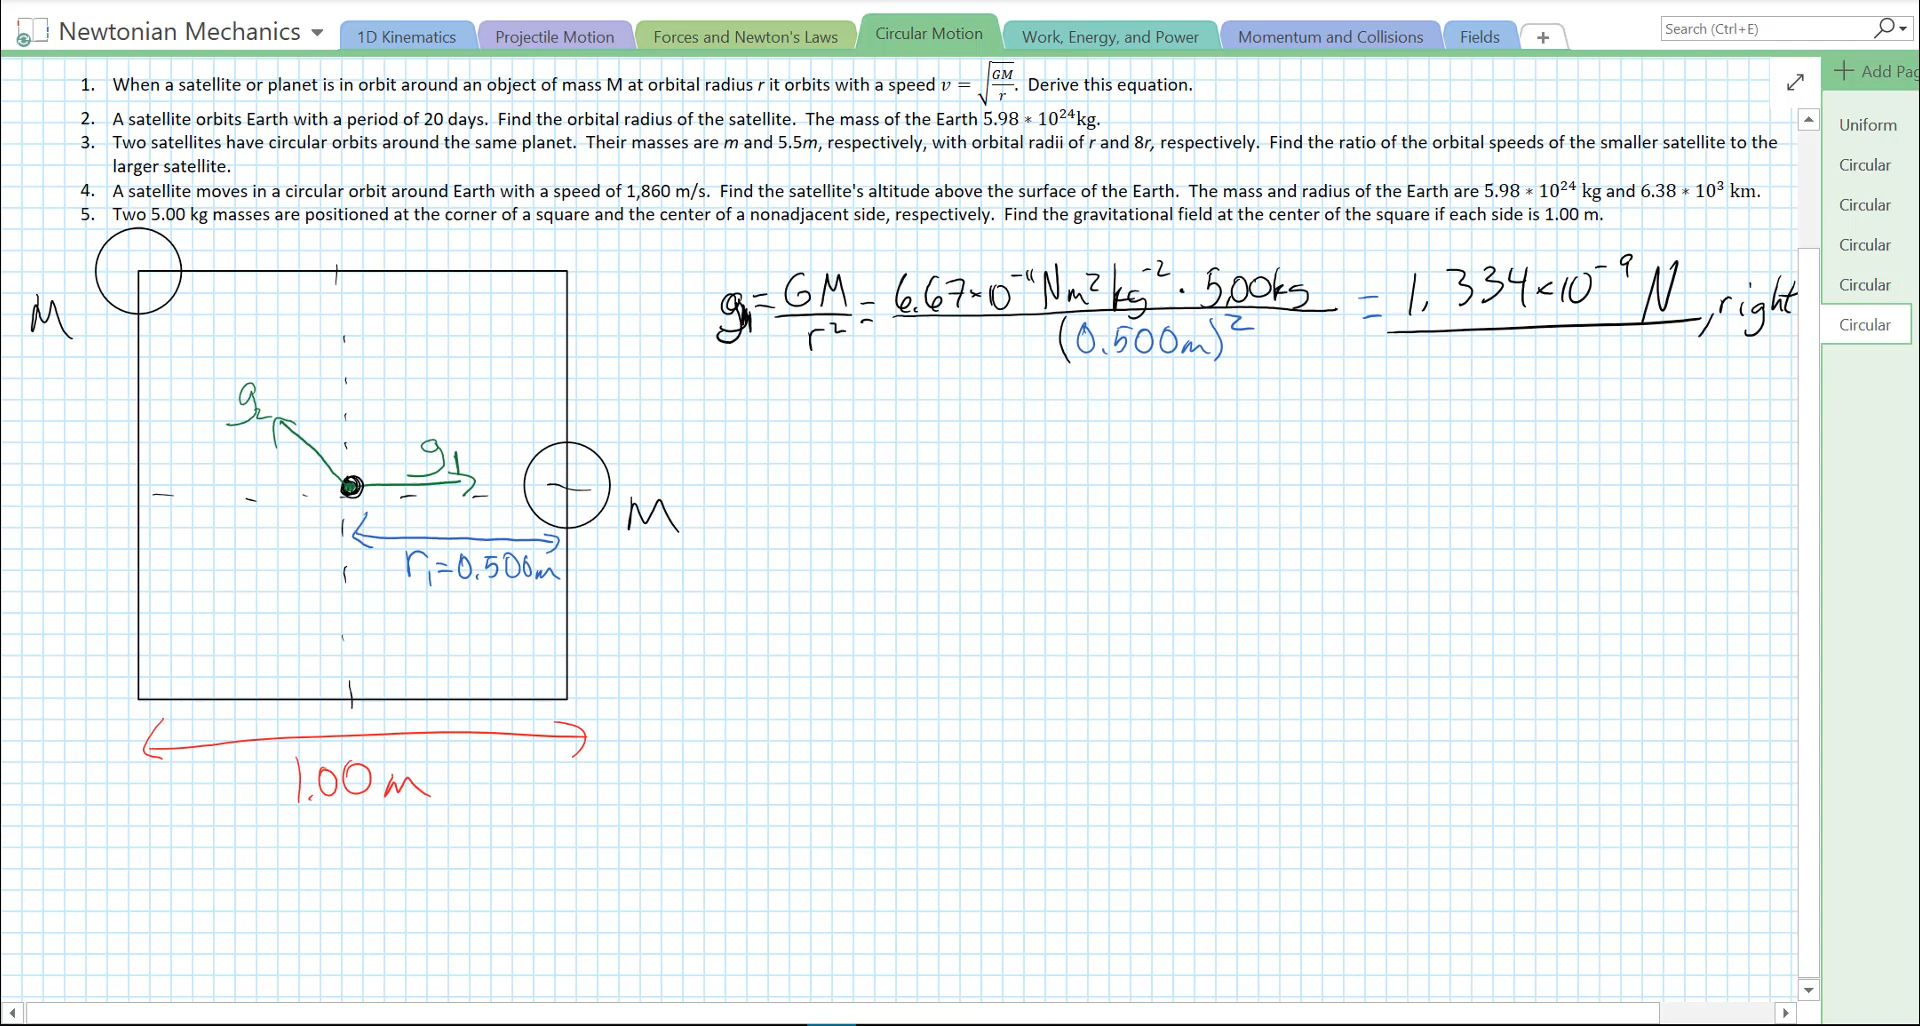 Newtonian Mechanics
1D Kinematics
Projectile Motion
Forces and Newton's Laws
Circular Motion
Work, Energy, and Power
Momentum and Collisions
Fields
+
Search (Ctrl+E)
Add Pag
Uniform
Circular
Circular
Circular
Circular
Circular
1. When a satellite or planet is in orbit around an object of mass M at orbital radius r it orbits with a speed v = √(GM/r). Derive this equation.
2. A satellite orbits Earth with a period of 20 days. Find the orbital radius of the satellite. The mass of the Earth 5.98 * 10²⁴kg.
3. Two satellites have circular orbits around the same planet. Their masses are m and 5.5m, respectively, with orbital radii of r and 8r, respectively. Find the ratio of the orbital speeds of the smaller satellite to the
larger satellite.
4. A satellite moves in a circular orbit around Earth with a speed of 1,860 m/s. Find the satellite's altitude above the surface of the Earth. The mass and radius of the Earth are 5.98 * 10²⁴ kg and 6.38 * 10³ km.
5. Two 5.00 kg masses are positioned at the corner of a square and the center of a nonadjacent side, respectively. Find the gravitational field at the center of the square if each side is 1.00 m.
g₁ = GM/r² = 6.67×10⁻¹¹ Nm² kg⁻² · 5.00kg / (0.500m)² = 1.334×10⁻⁹ N, right
M
g₂
g₁
M
r₁=0.500m
1.00 m